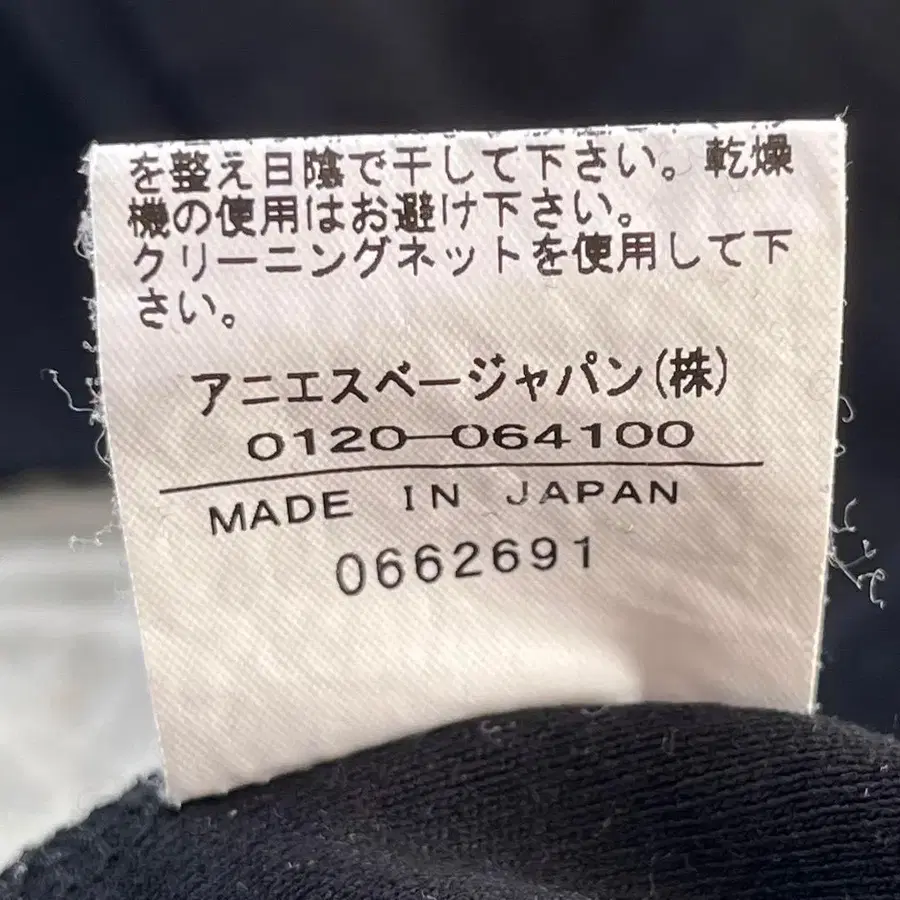 を整え日陰で干して下さい。乾燥
機の使用はお避け下さい。
クリーニングネットを使用して下
さい。
アニエスベージャパン(株)
0120-064100
MADE IN JAPAN
0662691